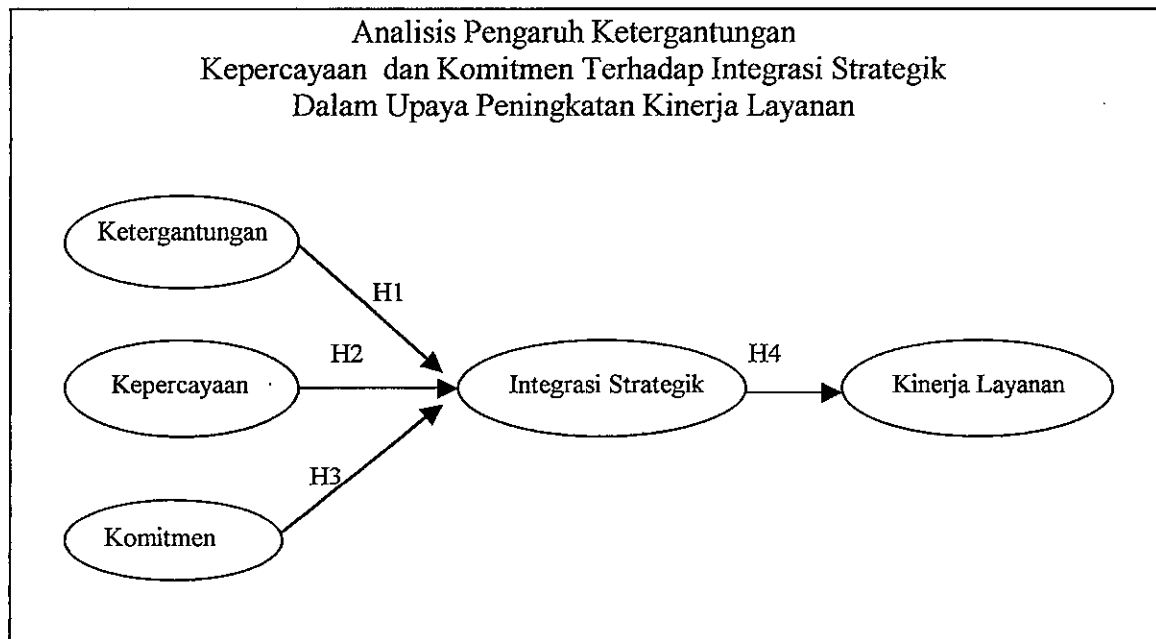 Analisis Pengaruh Ketergantungan
Kepercayaan dan Komitmen Terhadap Integrasi Strategik
Dalam Upaya Peningkatan Kinerja Layanan
Ketergantungan
H1
H2
Kepercayaan
Integrasi Strategik
H4
Kinerja Layanan
H3
Komitmen